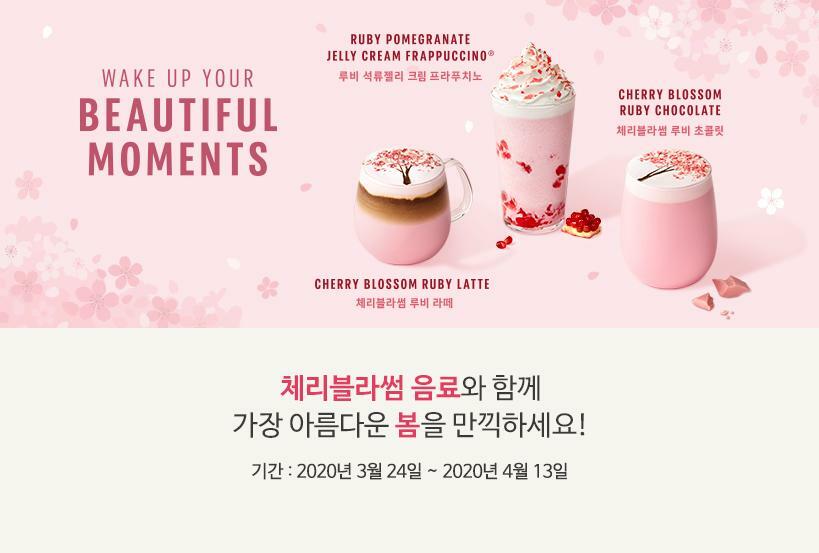 WAKE UP YOUR
BEAUTIFUL
MOMENTS
RUBY POMEGRANATE
JELLY CREAM FRAPPUCCINO®
루비 석류젤리 크림 프라푸치노
CHERRY BLOSSOM
RUBY CHOCOLATE
체리블라썸 루비 초콜릿
CHERRY BLOSSOM RUBY LATTE
체리블라썸 루비 라떼
체리블라썸 음료와 함께
가장 아름다운 봄을 만끽하세요!
기간 : 2020년 3월 24일 ~ 2020년 4월 13일